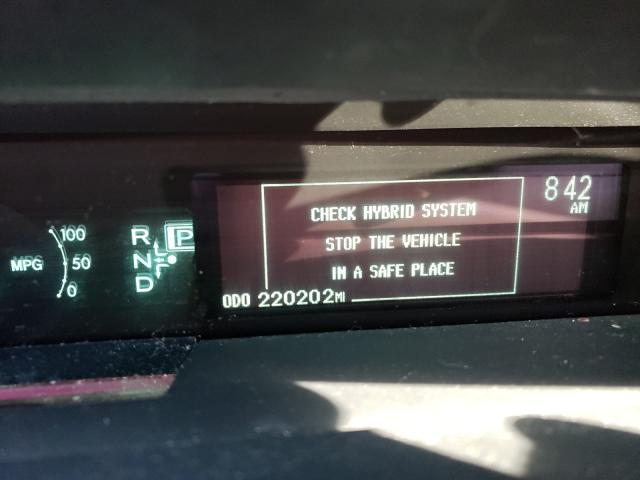 8:42
AM
CHECK HYBRID SYSTEM
STOP THE VEHICLE
IN A SAFE PLACE
ODO 220202 MI
100
MPG 50
0
R P
N
D